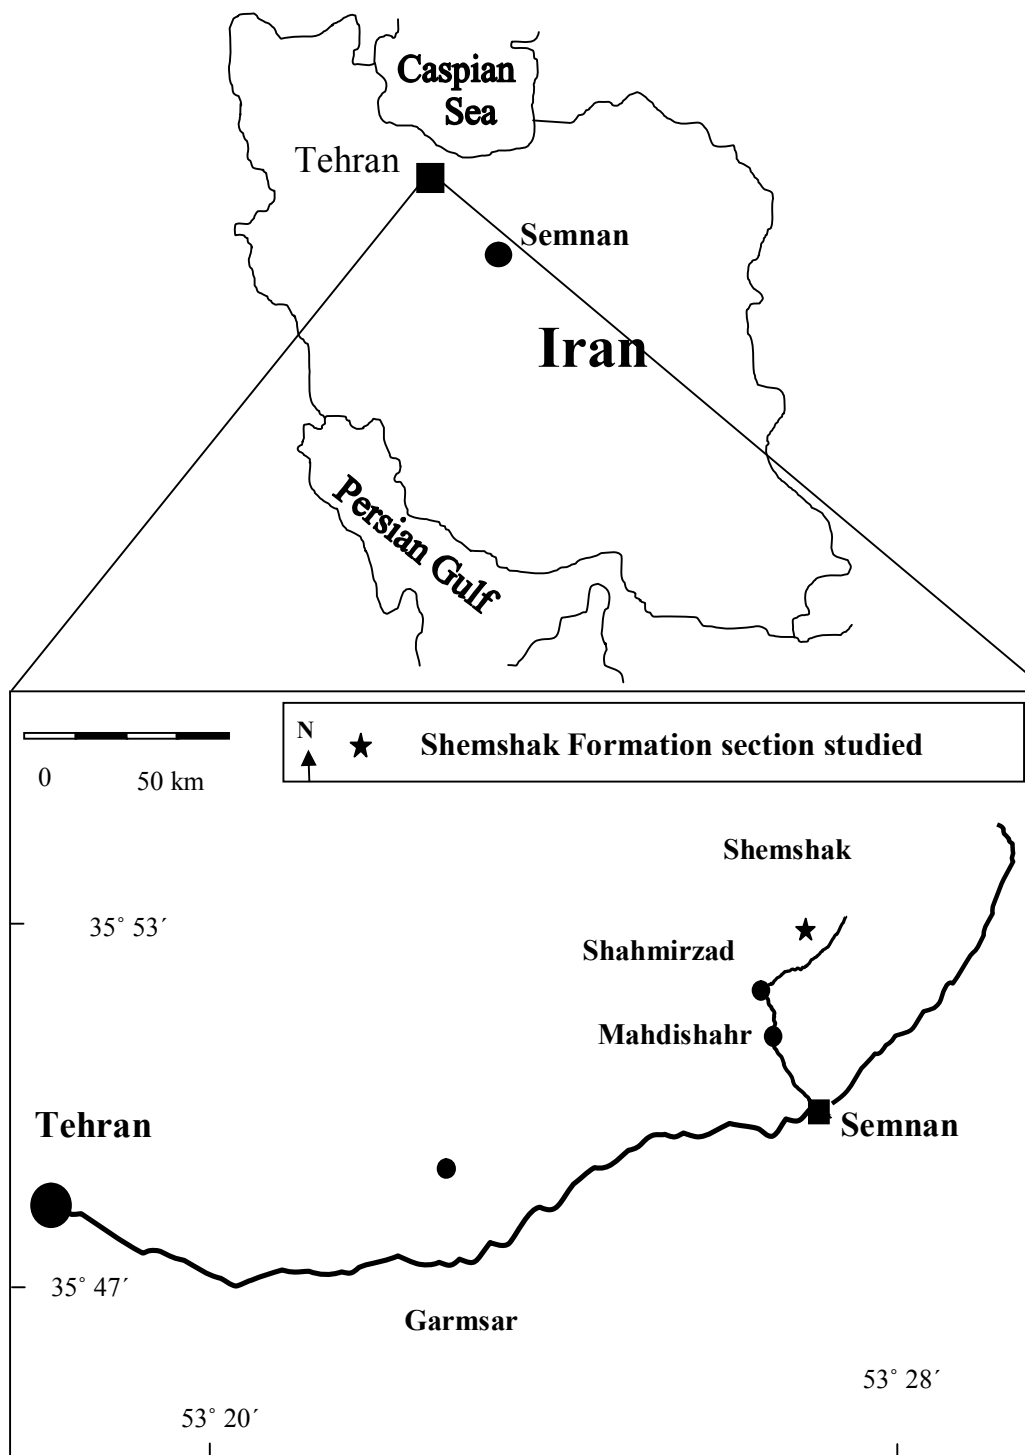 Caspian
Sea
Tehran
Semnan
Iran
Persian Gulf
N
Shemshak Formation section studied
0
50 km
Shemshak
35° 53′
Shahmirzad
Mahdishahr
Tehran
Semnan
35° 47′
Garmsar
53° 28′
53° 20′